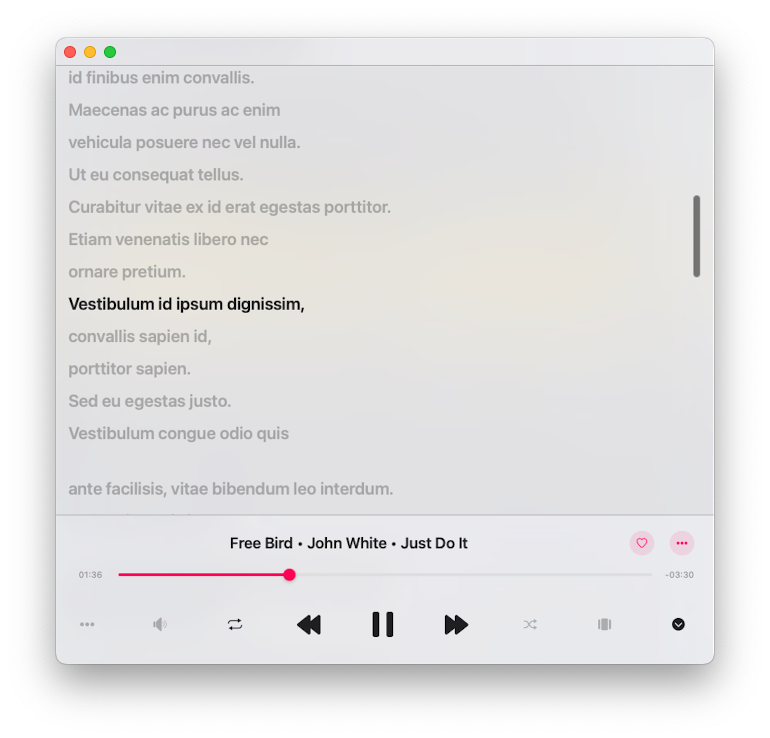 id finibus enim convallis.
Maecenas ac purus ac enim
vehicula posuere nec vel nulla.
Ut eu consequat tellus.
Curabitur vitae ex id erat egestas porttitor.
Etiam venenatis libero nec
ornare pretium.
Vestibulum id ipsum dignissim,
convallis sapien id,
porttitor sapien.
Sed eu egestas justo.
Vestibulum congue odio quis
ante facilisis, vitae bibendum leo interdum.
Free Bird • John White • Just Do It
01:36
-03:30